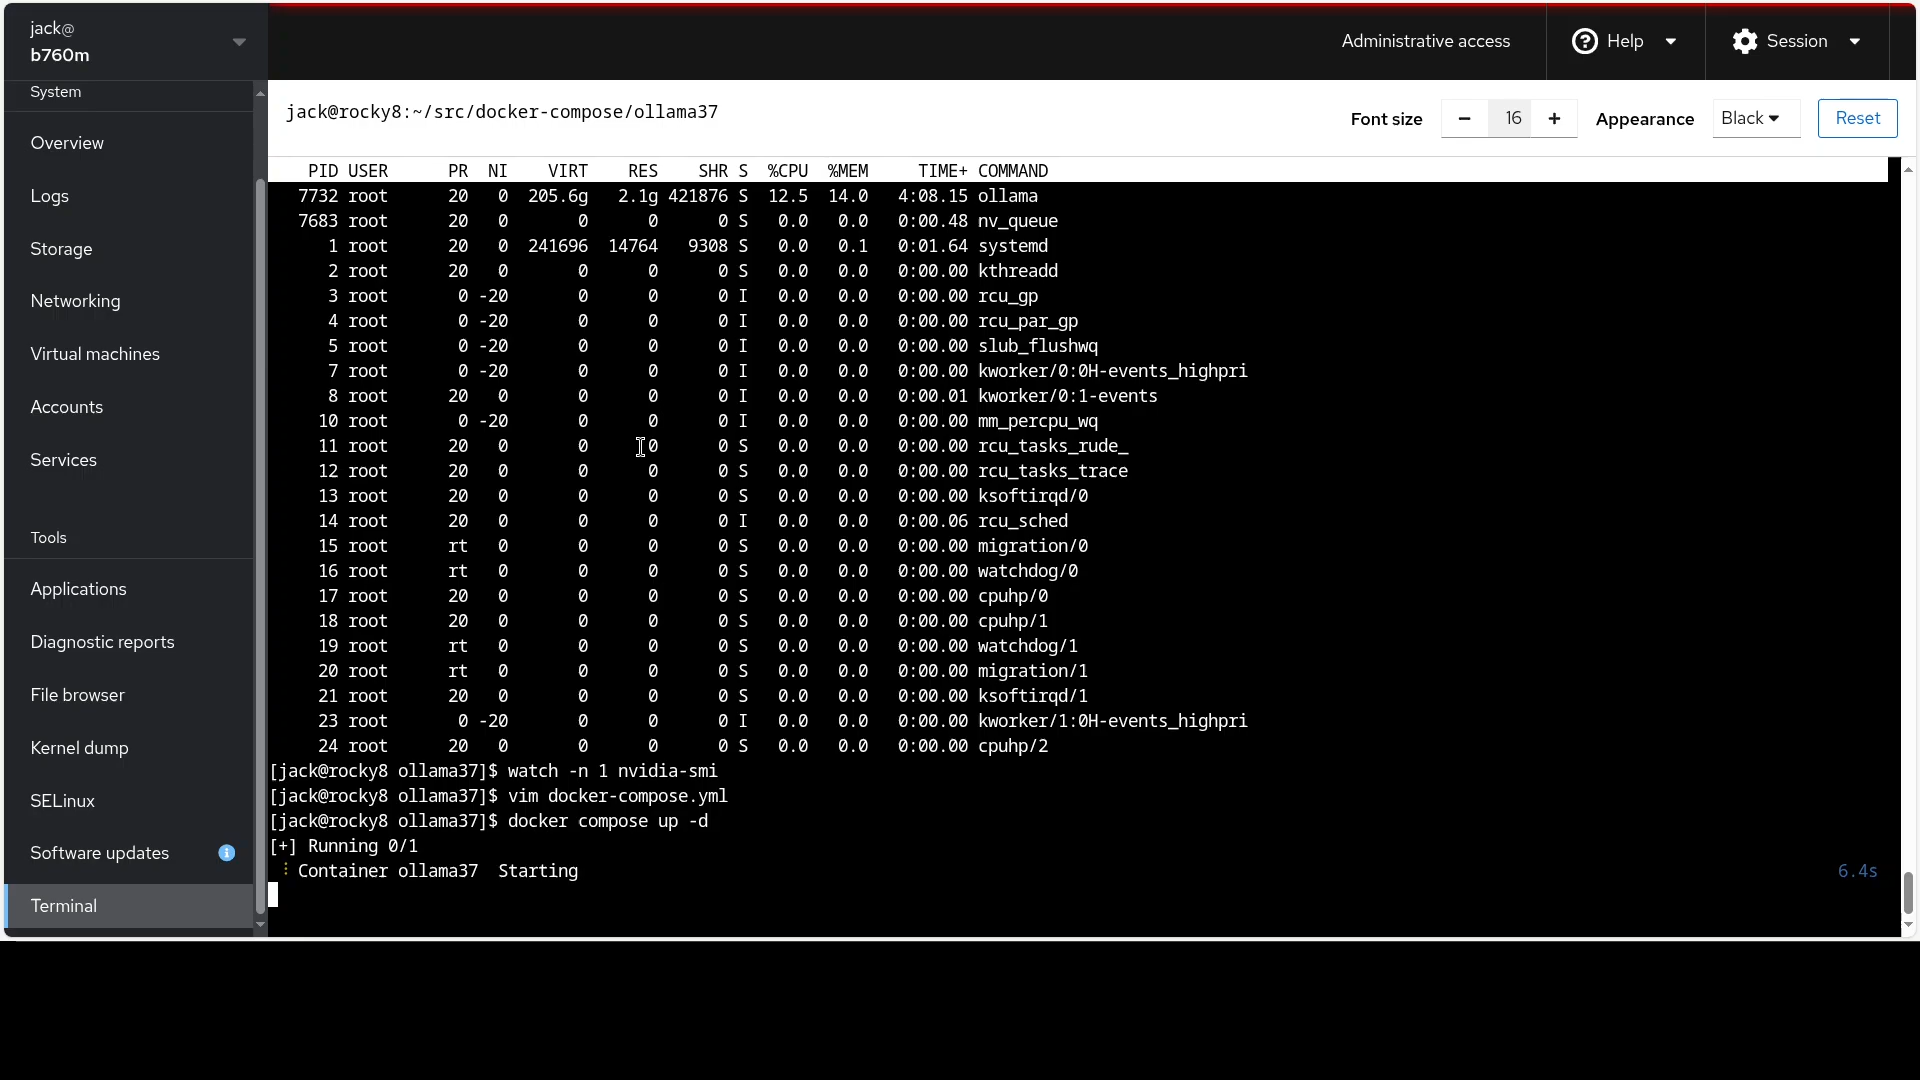 jack@
b760m
Administrative access
Help
Session
System
Overview
Logs
Storage
Networking
Virtual machines
Accounts
Services
Tools
Applications
Diagnostic reports
File browser
Kernel dump
SELinux
Software updates
Terminal
jack@rocky8:~/src/docker-compose/ollama37
Font size − 16 + Appearance Black Reset
PID USER PR NI VIRT RES SHR S %CPU %MEM TIME+ COMMAND
7732 root 20 0 205.6g 2.1g 421876 S 12.5 14.0 4:08.15 ollama
7683 root 20 0 0 0 0 S 0.0 0.0 0:00.48 nv_queue
1 root 20 0 241696 14764 9308 S 0.0 0.1 0:01.64 systemd
2 root 20 0 0 0 0 S 0.0 0.0 0:00.00 kthreadd
3 root 0 -20 0 0 0 I 0.0 0.0 0:00.00 rcu_gp
4 root 0 -20 0 0 0 I 0.0 0.0 0:00.00 rcu_par_gp
5 root 0 -20 0 0 0 I 0.0 0.0 0:00.00 slub_flushwq
7 root 0 -20 0 0 0 I 0.0 0.0 0:00.00 kworker/0:0H-events_highpri
8 root 20 0 0 0 0 I 0.0 0.0 0:00.01 kworker/0:1-events
10 root 0 -20 0 0 0 I 0.0 0.0 0:00.00 mm_percpu_wq
11 root 20 0 0 0 0 S 0.0 0.0 0:00.00 rcu_tasks_rude_
12 root 20 0 0 0 0 S 0.0 0.0 0:00.00 rcu_tasks_trace
13 root 20 0 0 0 0 S 0.0 0.0 0:00.00 ksoftirqd/0
14 root 20 0 0 0 0 I 0.0 0.0 0:00.06 rcu_sched
15 root rt 0 0 0 0 S 0.0 0.0 0:00.00 migration/0
16 root rt 0 0 0 0 S 0.0 0.0 0:00.00 watchdog/0
17 root 20 0 0 0 0 S 0.0 0.0 0:00.00 cpuhp/0
18 root 20 0 0 0 0 S 0.0 0.0 0:00.00 cpuhp/1
19 root rt 0 0 0 0 S 0.0 0.0 0:00.00 watchdog/1
20 root rt 0 0 0 0 S 0.0 0.0 0:00.00 migration/1
21 root 20 0 0 0 0 S 0.0 0.0 0:00.00 ksoftirqd/1
23 root 0 -20 0 0 0 I 0.0 0.0 0:00.00 kworker/1:0H-events_highpri
24 root 20 0 0 0 0 S 0.0 0.0 0:00.00 cpuhp/2
[jack@rocky8 ollama37]$ watch -n 1 nvidia-smi
[jack@rocky8 ollama37]$ vim docker-compose.yml
[jack@rocky8 ollama37]$ docker compose up -d
[+] Running 0/1
⠸ Container ollama37 Starting 6.4s